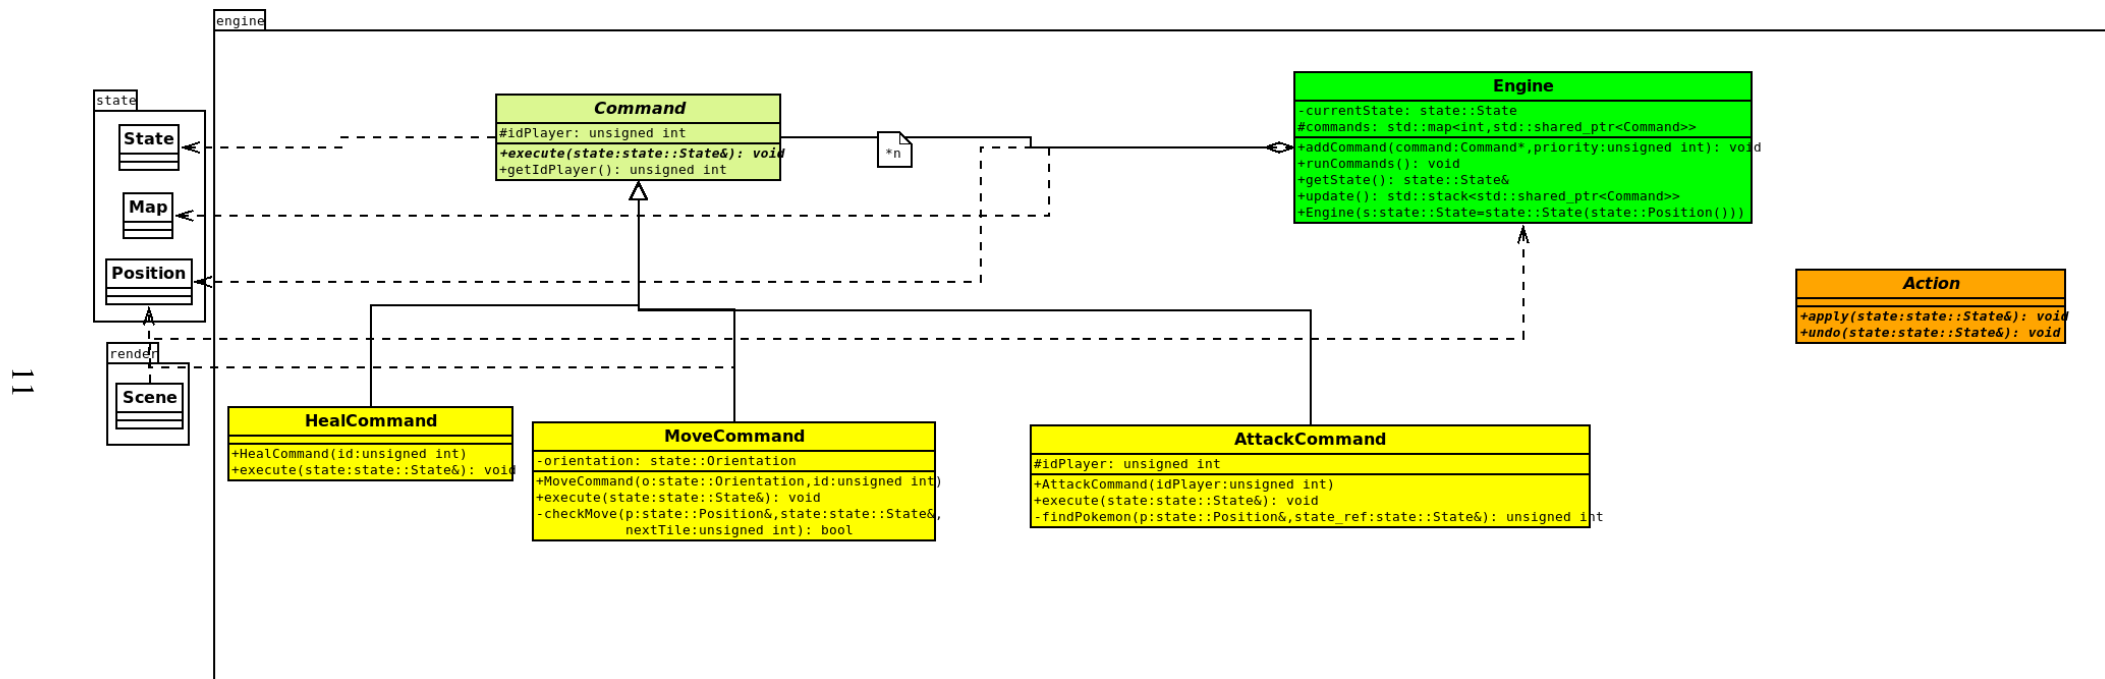 engine
state
State
Map
Position
render
Scene
Command
#idPlayer: unsigned int
+execute(state:state::State&): void
+getIdPlayer(): unsigned int
*n
Engine
-currentState: state::State
#commands: std::map<int,std::shared_ptr<Command>>
+addCommand(command:Command*,priority:unsigned int): void
+runCommands(): void
+getState(): state::State&
+update(): std::stack<std::shared_ptr<Command>>
+Engine(s:state::State=state::State(state::Position()))
Action
+apply(state:state::State&): void
+undo(state:state::State&): void
HealCommand
+HealCommand(id:unsigned int)
+execute(state:state::State&): void
MoveCommand
-orientation: state::Orientation
+MoveCommand(o:state::Orientation,id:unsigned int)
+execute(state:state::State&): void
-checkMove(p:state::Position&,state:state::State&,
nextTile:unsigned int): bool
AttackCommand
#idPlayer: unsigned int
+AttackCommand(idPlayer:unsigned int)
+execute(state:state::State&): void
-findPokemon(p:state::Position&,state_ref:state::State&): unsigned int
11